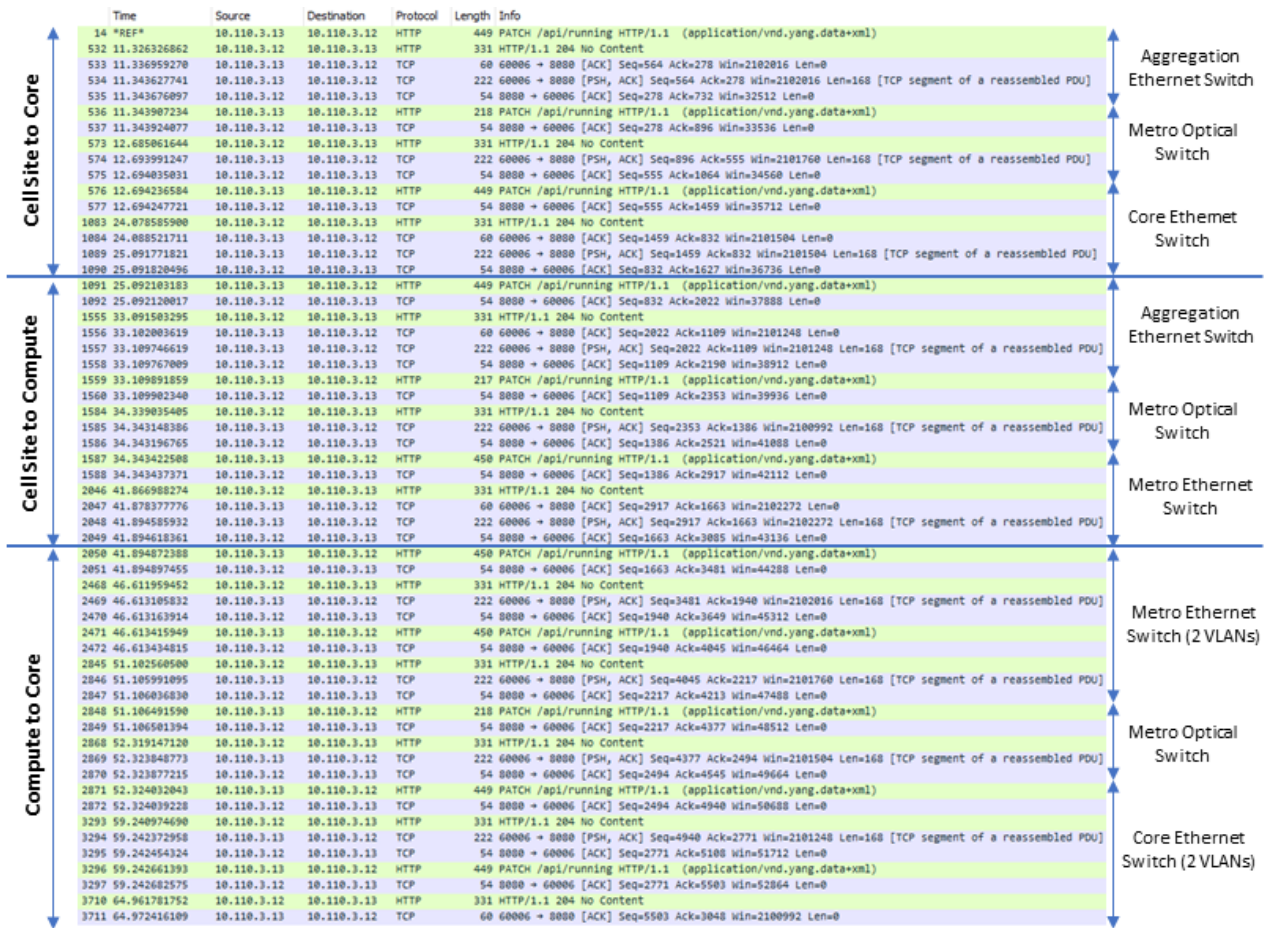 Time Source Destination Protocol Length Info
14 *REF* 10.110.3.13 10.110.3.12 HTTP 449 PATCH /api/running HTTP/1.1 (application/vnd.yang.data+xml)
532 11.326326862 10.110.3.12 10.110.3.13 HTTP 331 HTTP/1.1 204 No Content
533 11.336959270 10.110.3.13 10.110.3.12 TCP 60 60006 → 8080 [ACK] Seq=564 Ack=278 Win=2102016 Len=0
534 11.343627741 10.110.3.13 10.110.3.12 TCP 222 60006 → 8080 [PSH, ACK] Seq=564 Ack=278 Win=2102016 Len=168 [TCP segment of a reassembled PDU]
535 11.343676097 10.110.3.12 10.110.3.13 TCP 54 8080 → 60006 [ACK] Seq=278 Ack=732 Win=32512 Len=0
Aggregation
Ethernet Switch
536 11.343907234 10.110.3.13 10.110.3.12 HTTP 218 PATCH /api/running HTTP/1.1 (application/vnd.yang.data+xml)
537 11.343924077 10.110.3.12 10.110.3.13 TCP 54 8080 → 60006 [ACK] Seq=278 Ack=896 Win=33536 Len=0
573 12.685061644 10.110.3.12 10.110.3.13 HTTP 331 HTTP/1.1 204 No Content
574 12.693991247 10.110.3.13 10.110.3.12 TCP 222 60006 → 8080 [PSH, ACK] Seq=896 Ack=555 Win=2101760 Len=168 [TCP segment of a reassembled PDU]
575 12.694035031 10.110.3.12 10.110.3.13 TCP 54 8080 → 60006 [ACK] Seq=555 Ack=1064 Win=34560 Len=0
Metro Optical
Switch
576 12.694236584 10.110.3.13 10.110.3.12 HTTP 449 PATCH /api/running HTTP/1.1 (application/vnd.yang.data+xml)
577 12.694247721 10.110.3.12 10.110.3.13 TCP 54 8080 → 60006 [ACK] Seq=555 Ack=1459 Win=35712 Len=0
1083 24.078585900 10.110.3.12 10.110.3.13 HTTP 331 HTTP/1.1 204 No Content
1084 24.088521711 10.110.3.13 10.110.3.12 TCP 60 60006 → 8080 [ACK] Seq=1459 Ack=832 Win=2101504 Len=0
1089 25.091771821 10.110.3.13 10.110.3.12 TCP 222 60006 → 8080 [PSH, ACK] Seq=1459 Ack=832 Win=2101504 Len=168 [TCP segment of a reassembled PDU]
1090 25.091820496 10.110.3.12 10.110.3.13 TCP 54 8080 → 60006 [ACK] Seq=832 Ack=1627 Win=36736 Len=0
Core Ethemet
Switch
Cell Site to Core
1091 25.092103183 10.110.3.13 10.110.3.12 HTTP 449 PATCH /api/running HTTP/1.1 (application/vnd.yang.data+xml)
1092 25.092120017 10.110.3.12 10.110.3.13 TCP 54 8080 → 60006 [ACK] Seq=832 Ack=2022 Win=37888 Len=0
1555 33.091503295 10.110.3.12 10.110.3.13 HTTP 331 HTTP/1.1 204 No Content
1556 33.102003619 10.110.3.13 10.110.3.12 TCP 60 60006 → 8080 [ACK] Seq=2022 Ack=1109 Win=2101248 Len=0
1557 33.109746619 10.110.3.13 10.110.3.12 TCP 222 60006 → 8080 [PSH, ACK] Seq=2022 Ack=1109 Win=2101248 Len=168 [TCP segment of a reassembled PDU]
1558 33.109767009 10.110.3.12 10.110.3.13 TCP 54 8080 → 60006 [ACK] Seq=1109 Ack=2190 Win=38912 Len=0
Aggregation
Ethernet Switch
1559 33.109891859 10.110.3.13 10.110.3.12 HTTP 217 PATCH /api/running HTTP/1.1 (application/vnd.yang.data+xml)
1560 33.109902340 10.110.3.12 10.110.3.13 TCP 54 8080 → 60006 [ACK] Seq=1109 Ack=2353 Win=39936 Len=0
1584 34.339035405 10.110.3.12 10.110.3.13 HTTP 331 HTTP/1.1 204 No Content
1585 34.343148386 10.110.3.13 10.110.3.12 TCP 222 60006 → 8080 [PSH, ACK] Seq=2353 Ack=1386 Win=2100992 Len=168 [TCP segment of a reassembled PDU]
1586 34.343196765 10.110.3.12 10.110.3.13 TCP 54 8080 → 60006 [ACK] Seq=1386 Ack=2521 Win=41088 Len=0
Metro Optical
Switch
1587 34.343422508 10.110.3.13 10.110.3.12 HTTP 450 PATCH /api/running HTTP/1.1 (application/vnd.yang.data+xml)
1588 34.343437371 10.110.3.12 10.110.3.13 TCP 54 8080 → 60006 [ACK] Seq=1386 Ack=2917 Win=42112 Len=0
2046 41.866988274 10.110.3.12 10.110.3.13 HTTP 331 HTTP/1.1 204 No Content
2047 41.878377776 10.110.3.13 10.110.3.12 TCP 60 60006 → 8080 [ACK] Seq=2917 Ack=1663 Win=2102272 Len=0
2048 41.894585932 10.110.3.13 10.110.3.12 TCP 222 60006 → 8080 [PSH, ACK] Seq=2917 Ack=1663 Win=2102272 Len=168 [TCP segment of a reassembled PDU]
2049 41.894618361 10.110.3.12 10.110.3.13 TCP 54 8080 → 60006 [ACK] Seq=1663 Ack=3085 Win=43136 Len=0
Metro Ethernet
Switch
Cell Site to Compute
2050 41.894872388 10.110.3.13 10.110.3.12 HTTP 450 PATCH /api/running HTTP/1.1 (application/vnd.yang.data+xml)
2051 41.894897455 10.110.3.12 10.110.3.13 TCP 54 8080 → 60006 [ACK] Seq=1663 Ack=3481 Win=44288 Len=0
2468 46.611959452 10.110.3.12 10.110.3.13 HTTP 331 HTTP/1.1 204 No Content
2469 46.613105832 10.110.3.13 10.110.3.12 TCP 222 60006 → 8080 [PSH, ACK] Seq=3481 Ack=1940 Win=2102016 Len=168 [TCP segment of a reassembled PDU]
2470 46.613163914 10.110.3.12 10.110.3.13 TCP 54 8080 → 60006 [ACK] Seq=1940 Ack=3649 Win=45312 Len=0
2471 46.613415949 10.110.3.13 10.110.3.12 HTTP 450 PATCH /api/running HTTP/1.1 (application/vnd.yang.data+xml)
2472 46.613434815 10.110.3.12 10.110.3.13 TCP 54 8080 → 60006 [ACK] Seq=1940 Ack=4045 Win=46464 Len=0
2845 51.102560500 10.110.3.12 10.110.3.13 HTTP 331 HTTP/1.1 204 No Content
2846 51.105991095 10.110.3.13 10.110.3.12 TCP 222 60006 → 8080 [PSH, ACK] Seq=4045 Ack=2217 Win=2101760 Len=168 [TCP segment of a reassembled PDU]
2847 51.106036830 10.110.3.12 10.110.3.13 TCP 54 8080 → 60006 [ACK] Seq=2217 Ack=4213 Win=47488 Len=0
Metro Ethernet
Switch (2 VLANs)
2848 51.106491590 10.110.3.13 10.110.3.12 HTTP 218 PATCH /api/running HTTP/1.1 (application/vnd.yang.data+xml)
2849 51.106501394 10.110.3.12 10.110.3.13 TCP 54 8080 → 60006 [ACK] Seq=2217 Ack=4377 Win=48512 Len=0
2868 52.319147120 10.110.3.12 10.110.3.13 HTTP 331 HTTP/1.1 204 No Content
2869 52.323848773 10.110.3.13 10.110.3.12 TCP 222 60006 → 8080 [PSH, ACK] Seq=4377 Ack=2494 Win=2101504 Len=168 [TCP segment of a reassembled PDU]
2870 52.323877215 10.110.3.12 10.110.3.13 TCP 54 8080 → 60006 [ACK] Seq=2494 Ack=4545 Win=49664 Len=0
Metro Optical
Switch
2871 52.324032043 10.110.3.13 10.110.3.12 HTTP 449 PATCH /api/running HTTP/1.1 (application/vnd.yang.data+xml)
2872 52.324039228 10.110.3.12 10.110.3.13 TCP 54 8080 → 60006 [ACK] Seq=2494 Ack=4940 Win=50688 Len=0
3293 59.240974690 10.110.3.12 10.110.3.13 HTTP 331 HTTP/1.1 204 No Content
3294 59.242372958 10.110.3.13 10.110.3.12 TCP 222 60006 → 8080 [PSH, ACK] Seq=4940 Ack=2771 Win=2101248 Len=168 [TCP segment of a reassembled PDU]
3295 59.242454324 10.110.3.12 10.110.3.13 TCP 54 8080 → 60006 [ACK] Seq=2771 Ack=5108 Win=51712 Len=0
3296 59.242661393 10.110.3.13 10.110.3.12 HTTP 449 PATCH /api/running HTTP/1.1 (application/vnd.yang.data+xml)
3297 59.242682575 10.110.3.12 10.110.3.13 TCP 54 8080 → 60006 [ACK] Seq=2771 Ack=5503 Win=52864 Len=0
3710 64.961781752 10.110.3.12 10.110.3.13 HTTP 331 HTTP/1.1 204 No Content
3711 64.972416109 10.110.3.13 10.110.3.12 TCP 60 60006 → 8080 [ACK] Seq=5503 Ack=3048 Win=2100992 Len=0
Core Ethernet
Switch (2 VLANs)
Compute to Core